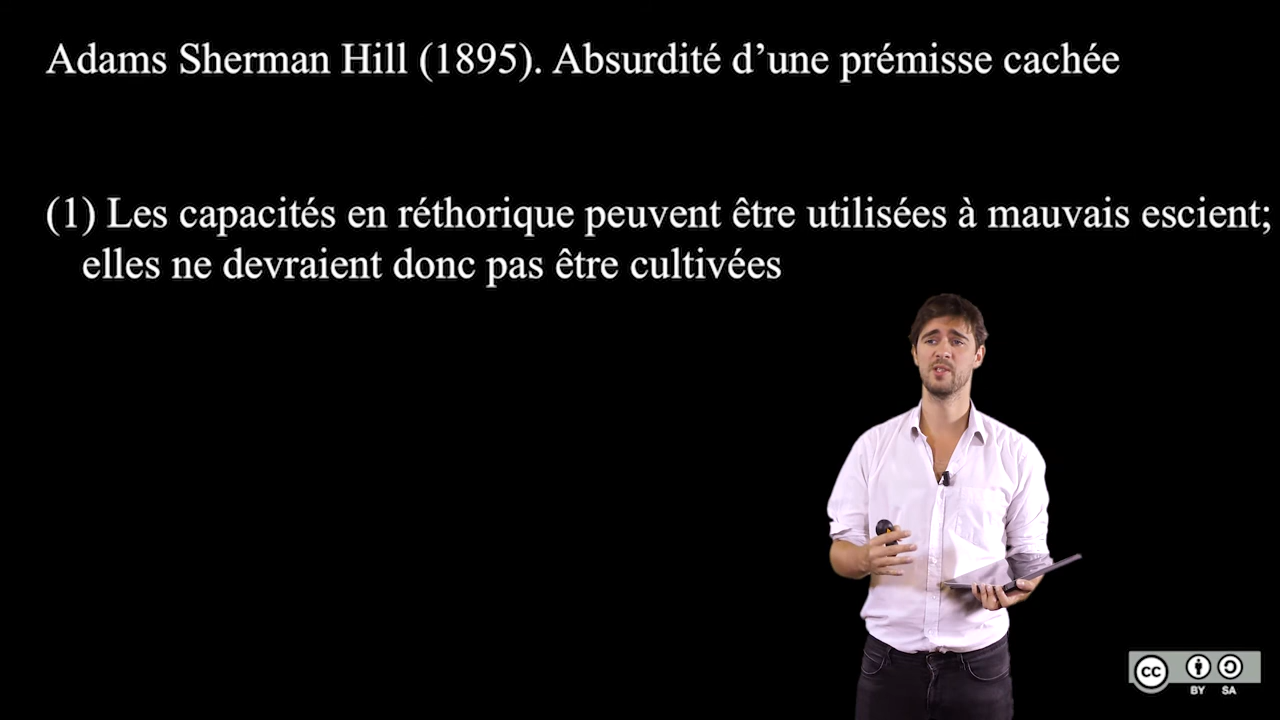 Adams Sherman Hill (1895). Absurdité d’une prémisse cachée
(1) Les capacités en réthorique peuvent être utilisées à mauvais escient;
elles ne devraient donc pas être cultivées
cc
BY SA